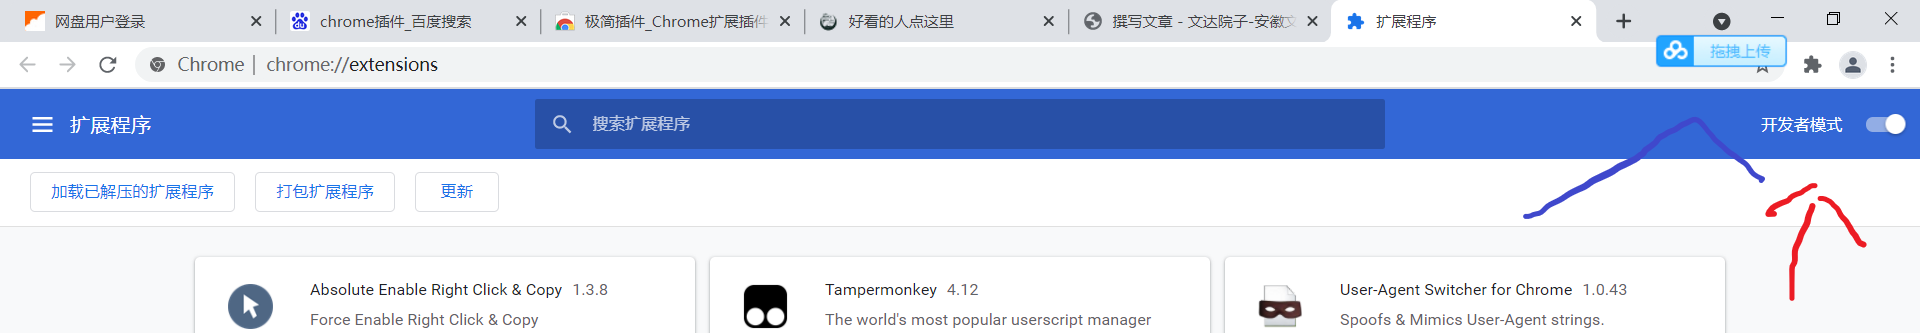 网盘用户登录
chrome插件_百度搜索
极简插件_Chrome扩展插件
好看的人点这里
撰写文章 - 文达院子-安徽文
扩展程序
拖拽上传
Chrome | chrome://extensions
扩展程序
搜索扩展程序
开发者模式
加载已解压的扩展程序
打包扩展程序
更新
Absolute Enable Right Click & Copy 1.3.8
Force Enable Right Click & Copy
Tampermonkey 4.12
The world's most popular userscript manager
User-Agent Switcher for Chrome 1.0.43
Spoofs & Mimics User-Agent strings.